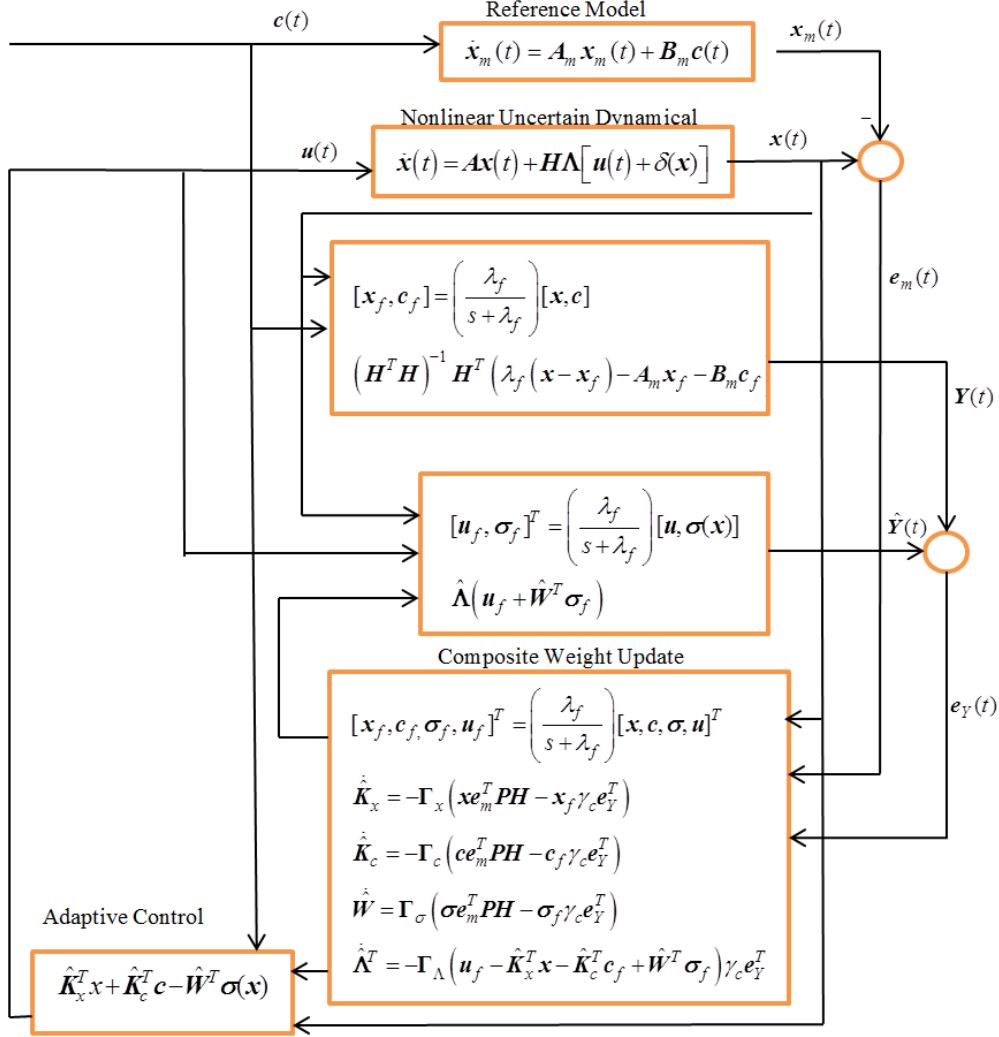 Reference Model
c(t)
ẋ_m(t) = A_m x_m(t) + B_m c(t)
x_m(t)
Nonlinear Uncertain Dynamical
−
u(t)
ẋ(t) = Ax(t) + HΛ[u(t) + δ(x)]
x(t)
e_m(t)
[x_f, c_f] = (λ_f / (s + λ_f)) [x, c]
(H^T H)^{-1} H^T (λ_f (x − x_f) − A_m x_f − B_m c_f
Y(t)
[u_f, σ_f]^T = (λ_f / (s + λ_f)) [u, σ(x)]
Ŷ(t)
Λ̂(u_f + Ŵ^T σ_f)
Composite Weight Update
e_Y(t)
[x_f, c_f, σ_f, u_f]^T = (λ_f / (s + λ_f)) [x, c, σ, u]^T
K̂̇_x = −Γ_x (x e_m^T PH − x_f γ_c e_Y^T)
K̂̇_c = −Γ_c (c e_m^T PH − c_f γ_c e_Y^T)
Ŵ̇ = Γ_σ (σ e_m^T PH − σ_f γ_c e_Y^T)
Λ̂̇^T = −Γ_Λ (u_f − K̂_x^T x − K̂_c^T c_f + Ŵ^T σ_f) γ_c e_Y^T
Adaptive Control
K̂_x^T x + K̂_c^T c − Ŵ^T σ(x)